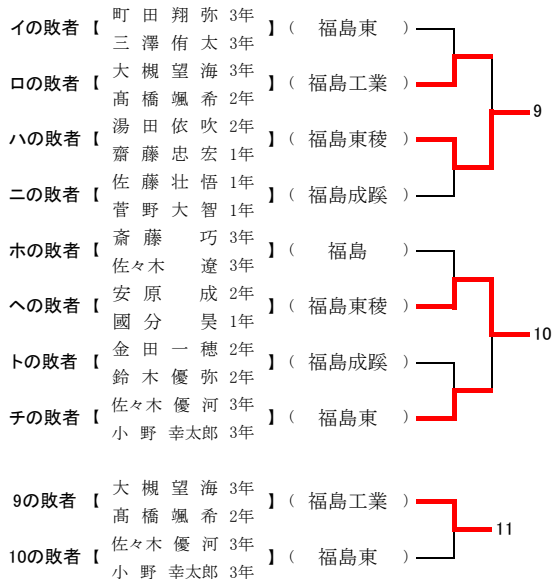 町 田 翔 弥 3年
イの敗者 【 】 ( 福島東 )
三 澤 侑 太 3年
大 槻 望 海 3年
ロの敗者 【 】 ( 福島工業 )
髙 橋 颯 希 2年
9
湯 田 依 吹 2年
ハの敗者 【 】 ( 福島東稜 )
齋 藤 忠 宏 1年
佐 藤 壮 悟 1年
ニの敗者 【 】 ( 福島成蹊 )
菅 野 大 智 1年
斎 藤 巧 3年
ホの敗者 【 】 ( 福島 )
佐々木 遼 3年
安 原 成 2年
ヘの敗者 【 】 ( 福島東稜 )
國 分 昊 1年
10
金 田 一 穂 2年
トの敗者 【 】 ( 福島成蹊 )
鈴 木 優 弥 2年
佐々木 優 河 3年
チの敗者 【 】 ( 福島東 )
小 野 幸太郎 3年
大 槻 望 海 3年
9の敗者 【 】 ( 福島工業 )
髙 橋 颯 希 2年
11
佐々木 優 河 3年
10の敗者 【 】 ( 福島東 )
小 野 幸太郎 3年